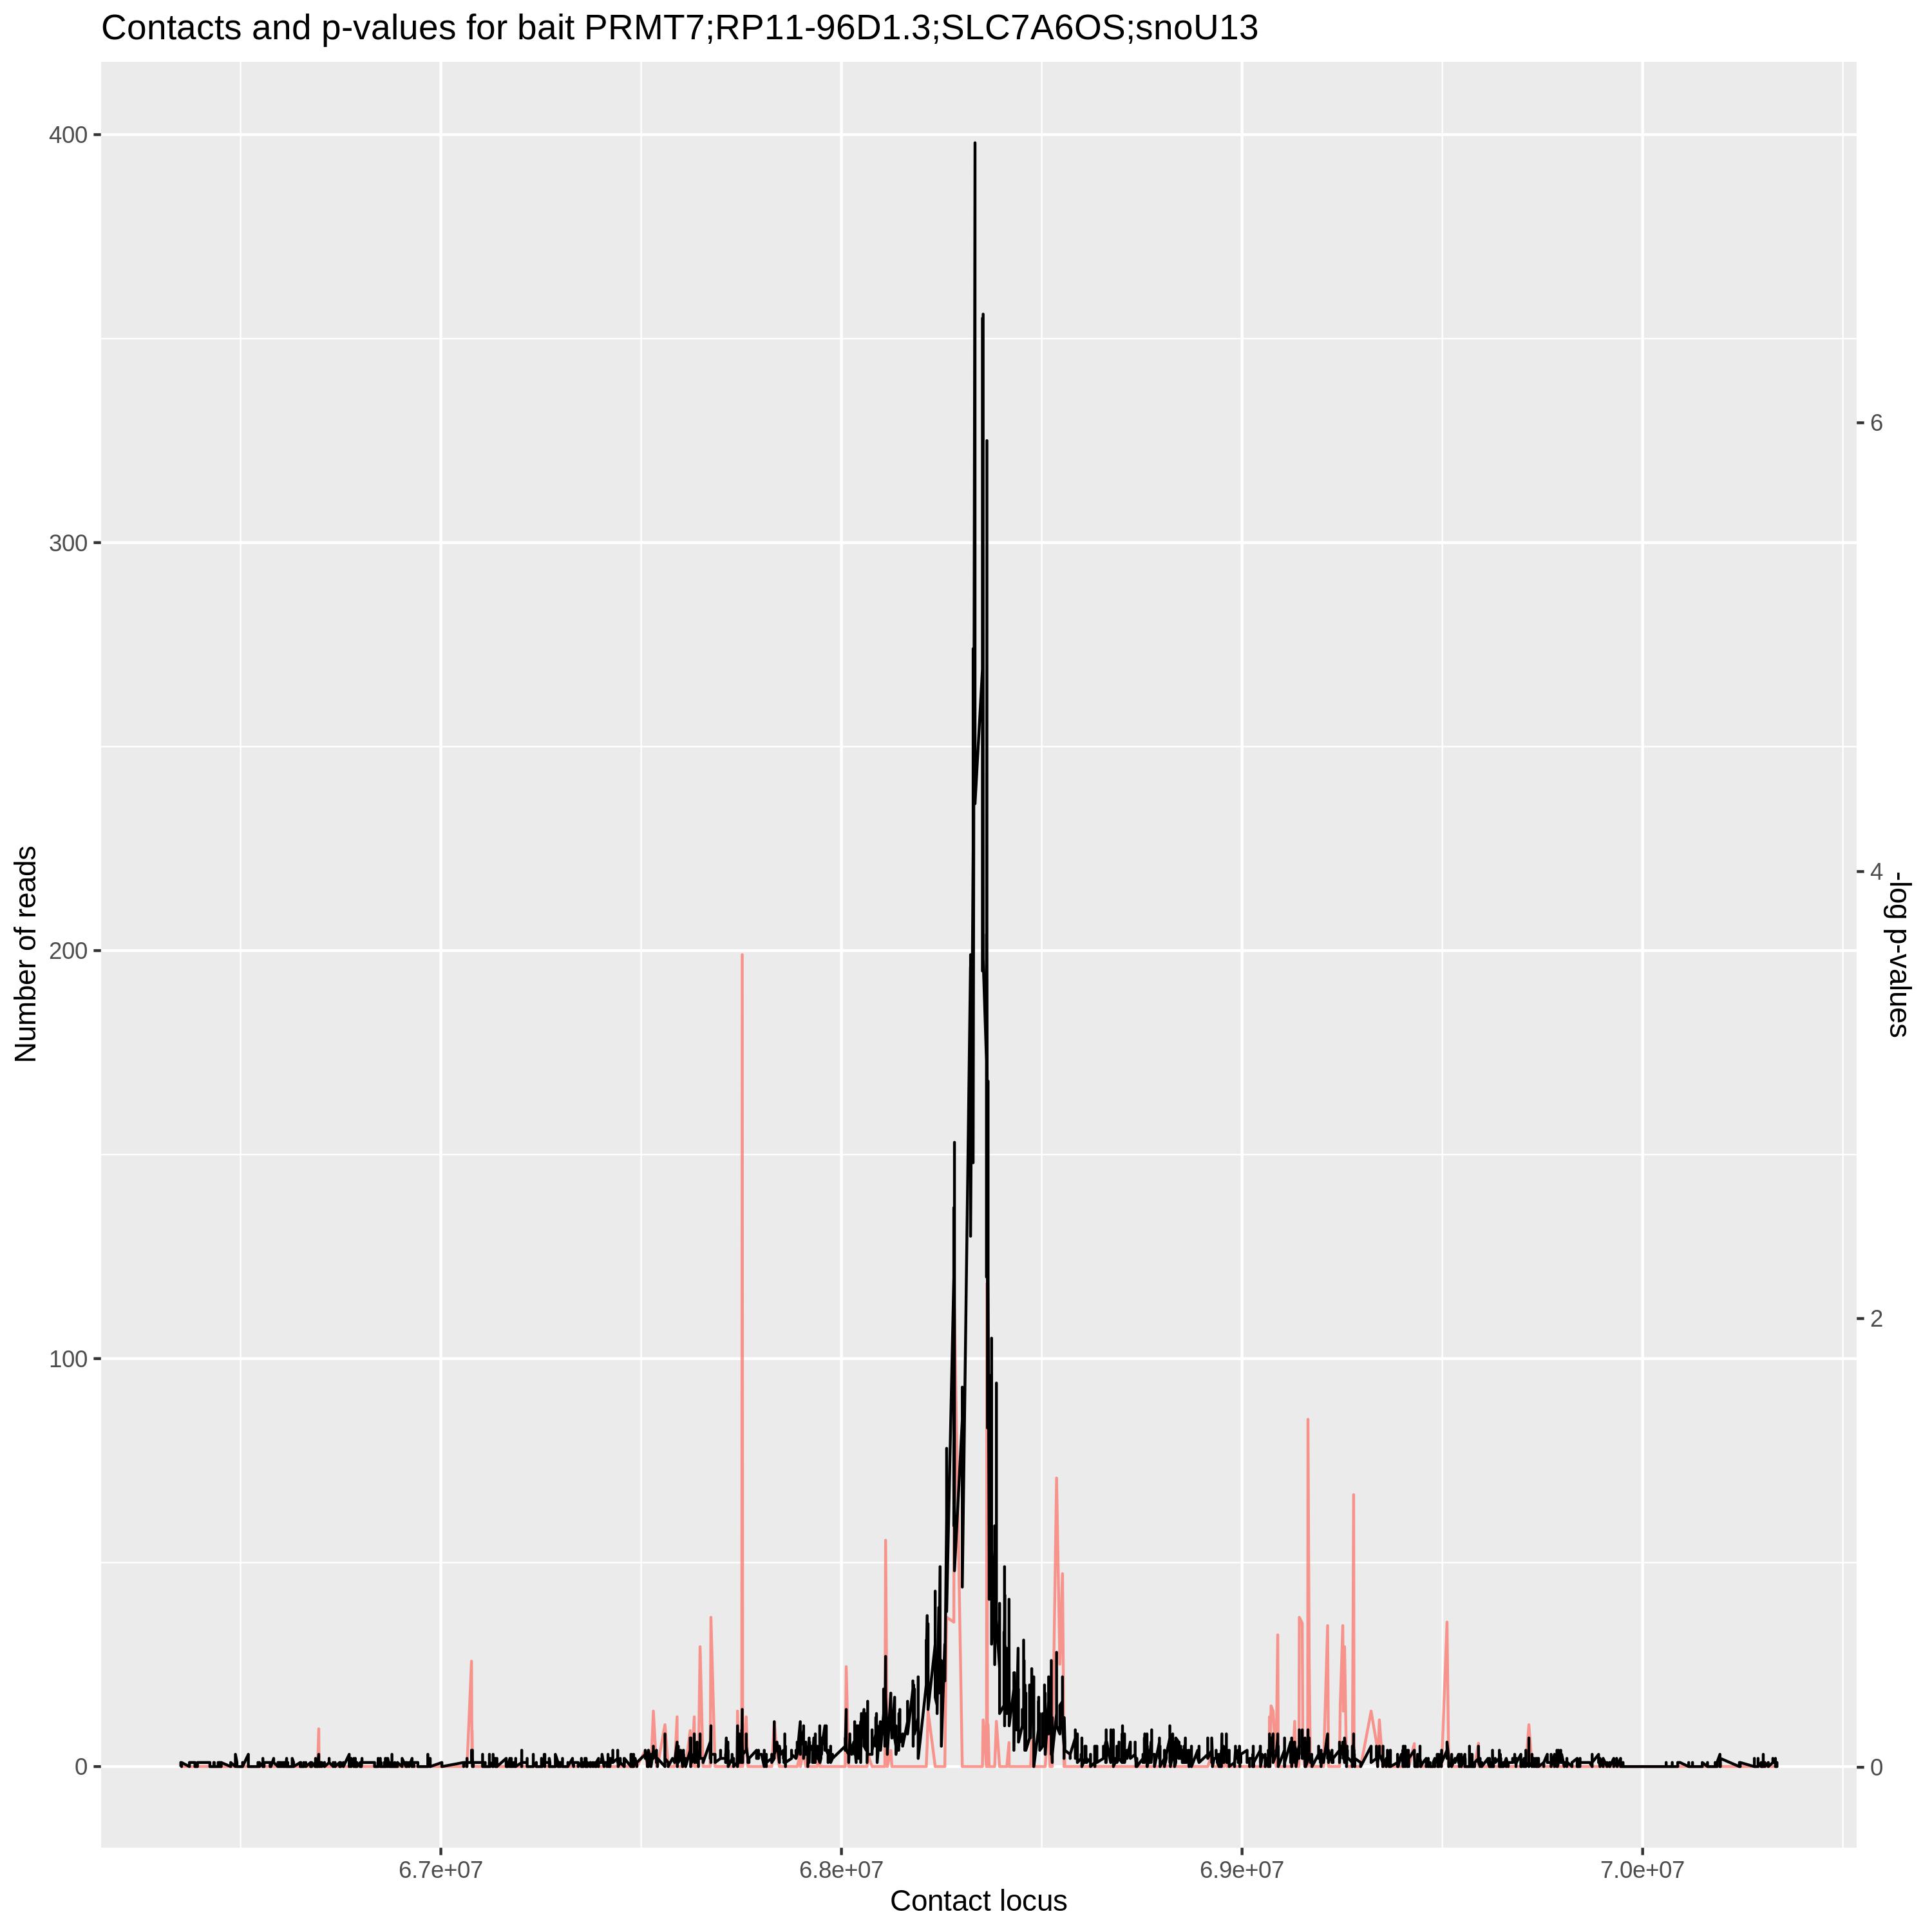 Contacts and p-values for bait PRMT7;RP11-96D1.3;SLC7A6OS;snoU13
400
300
200
100
0
Number of reads
6
4
2
0
-log p-values
6.7e+07
6.8e+07
6.9e+07
7.0e+07
Contact locus